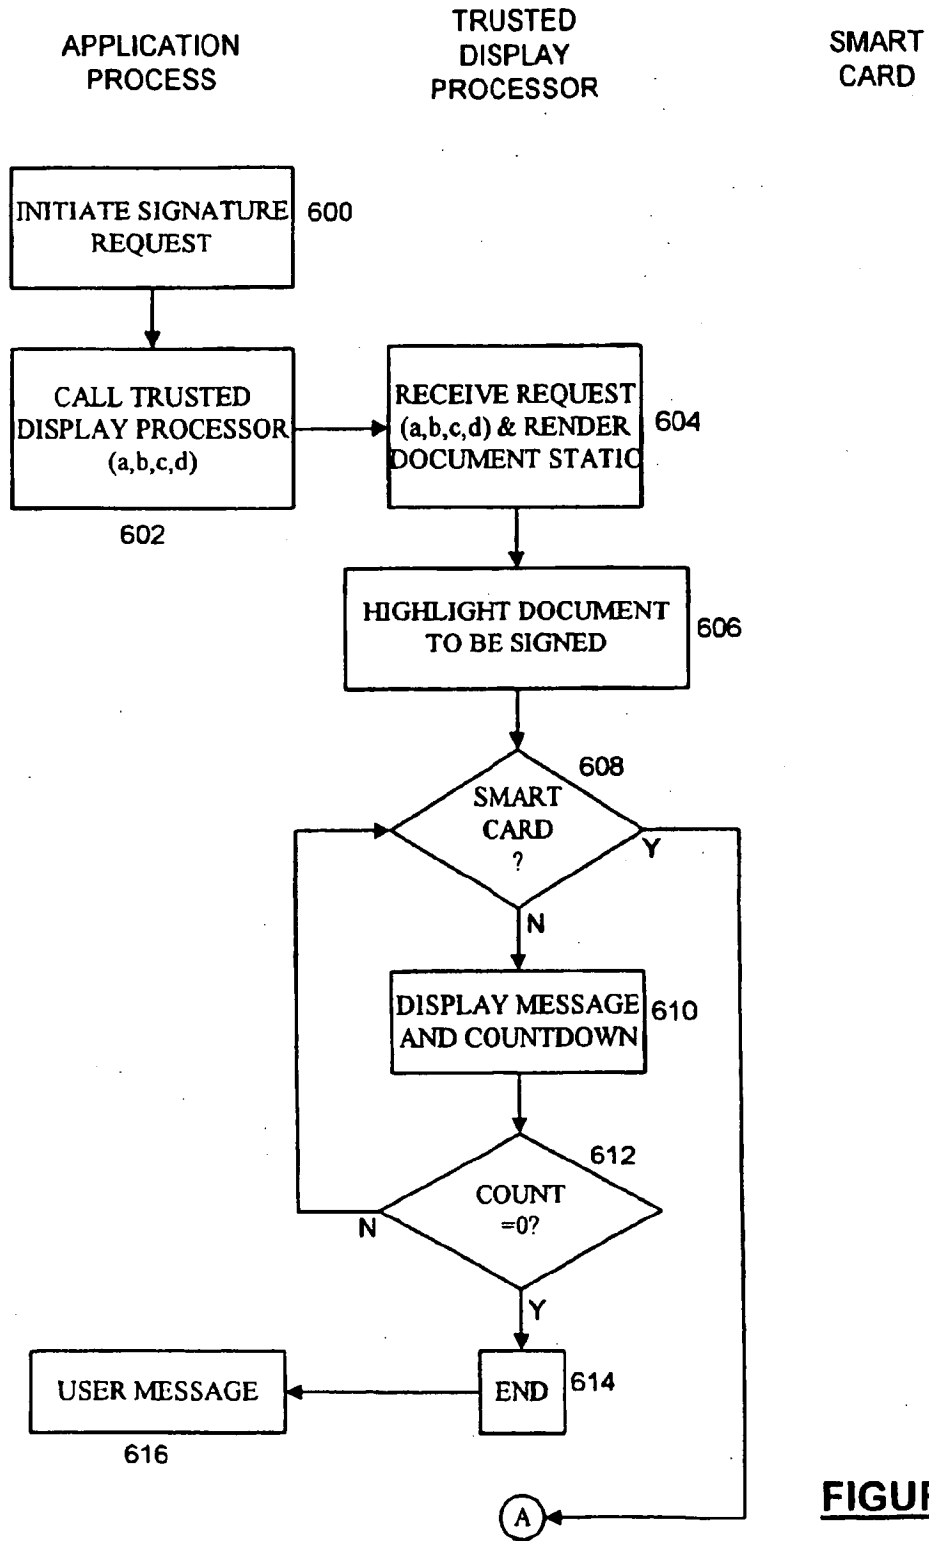 APPLICATION
PROCESS
TRUSTED
DISPLAY
PROCESSOR
SMART
CARD
INITIATE SIGNATURE
REQUEST
600
CALL TRUSTED
DISPLAY PROCESSOR
(a,b,c,d)
602
RECEIVE REQUEST
(a,b,c,d) & RENDER
DOCUMENT STATIC
604
HIGHLIGHT DOCUMENT
TO BE SIGNED
606
608
SMART
CARD
?
Y
N
DISPLAY MESSAGE
AND COUNTDOWN
610
612
COUNT
=0?
N
Y
USER MESSAGE
616
END
614
A